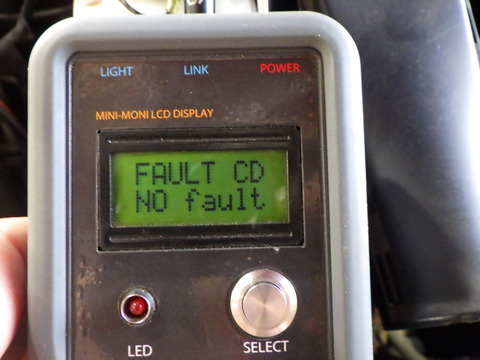 LIGHT LINK POWER
MINI-MONI LCD DISPLAY
FAULT CD
NO fault
LED SELECT